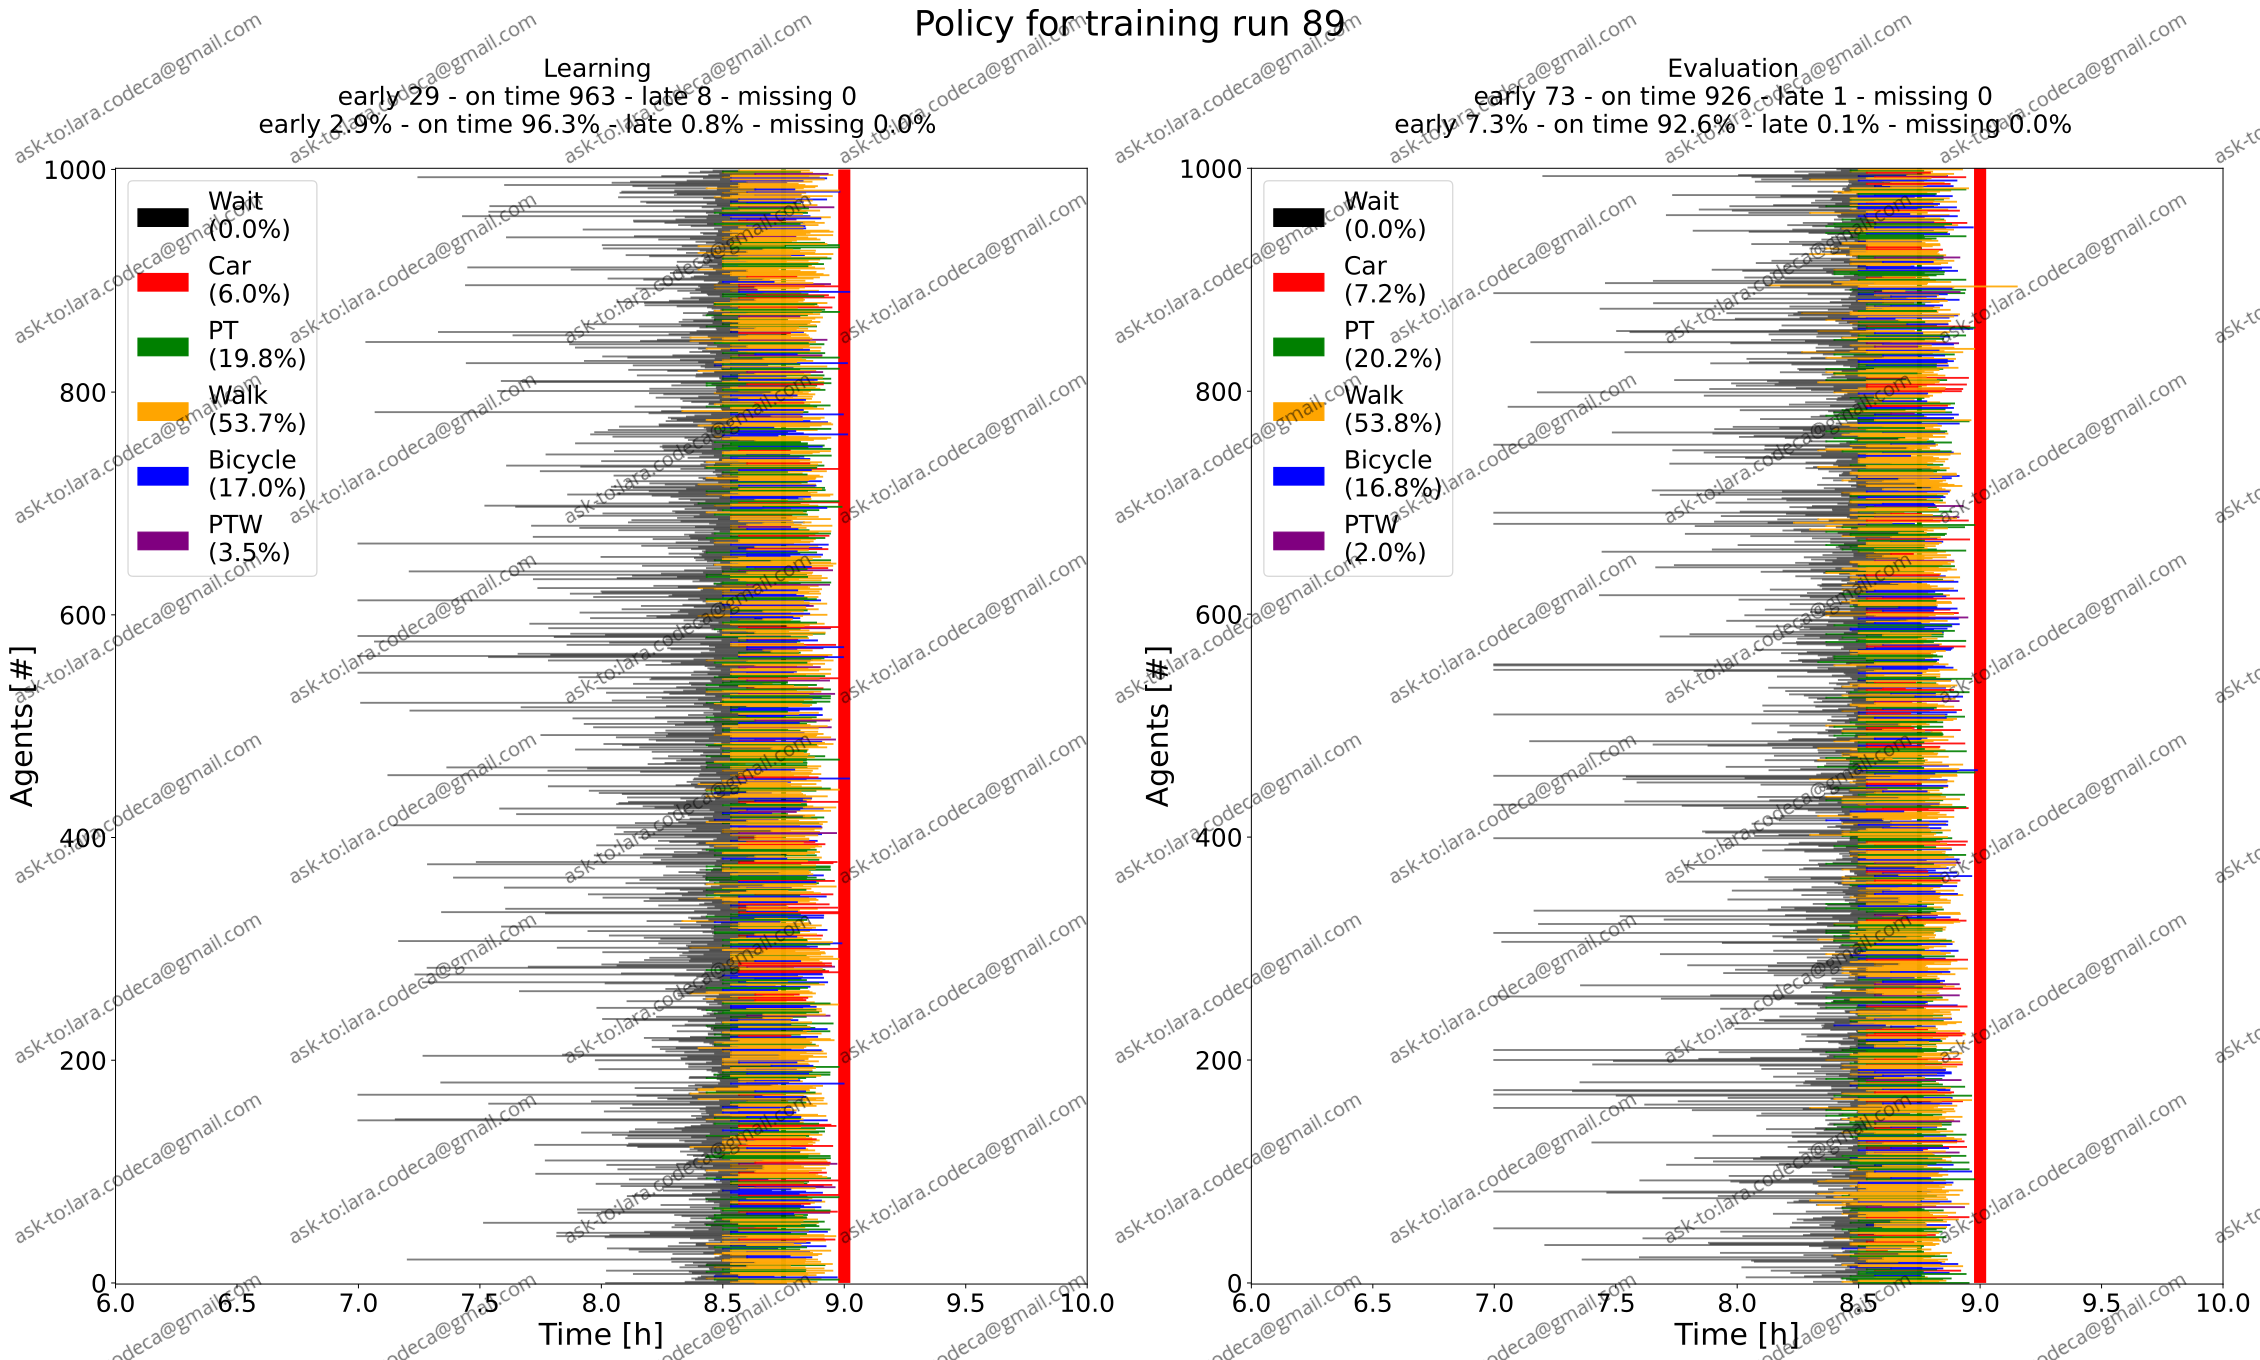 Policy for training run 89
Learning
early 29 - on time 963 - late 8 - missing 0
early 2.9% - on time 96.3% - late 0.8% - missing 0.0%
1000
800
600
400
200
0
Agents [#]
Wait
(0.0%)
Car
(6.0%)
PT
(19.8%)
Walk
(53.7%)
Bicycle
(17.0%)
PTW
(3.5%)
6.0 6.5 7.0 7.5 8.0 8.5 9.0 9.5 10.0
Time [h]
Evaluation
early 73 - on time 926 - late 1 - missing 0
early 7.3% - on time 92.6% - late 0.1% - missing 0.0%
1000
800
600
400
200
0
Agents [#]
Wait
(0.0%)
Car
(7.2%)
PT
(20.2%)
Walk
(53.8%)
Bicycle
(16.8%)
PTW
(2.0%)
6.0 6.5 7.0 7.5 8.0 8.5 9.0 9.5 10.0
Time [h]
ask-to:lara.codeca@gmail.com